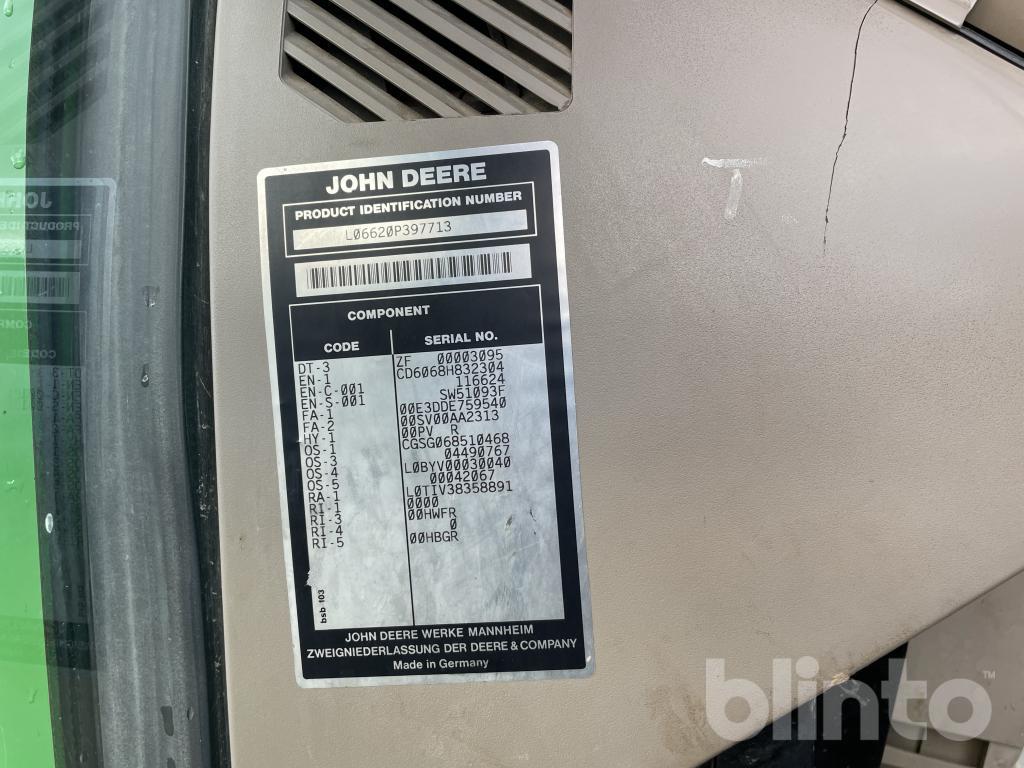 JOHN DEERE
PRODUCT IDENTIFICATION NUMBER
L06620P397713
COMPONENT
CODE SERIAL NO.
DT-3 ZF 00003095
EN-1 CD6068H832304
EN-C-001 116624
EN-S-001 SW51093F
FA-1 00E3DDE759540
FA-2 00SV00AA2313
HY-1 00PV R
OS-1 CGSG068510468
OS-3 04490767
OS-4 L0BYV00030040
OS-5 00042067
RA-1 L0TIV38358891
RI-1 0000
RI-3 00HWFR
RI-4 0
RI-5 00HBGR
bsb 103
JOHN DEERE WERKE MANNHEIM
ZWEIGNIEDERLASSUNG DER DEERE & COMPANY
Made in Germany
blinto™